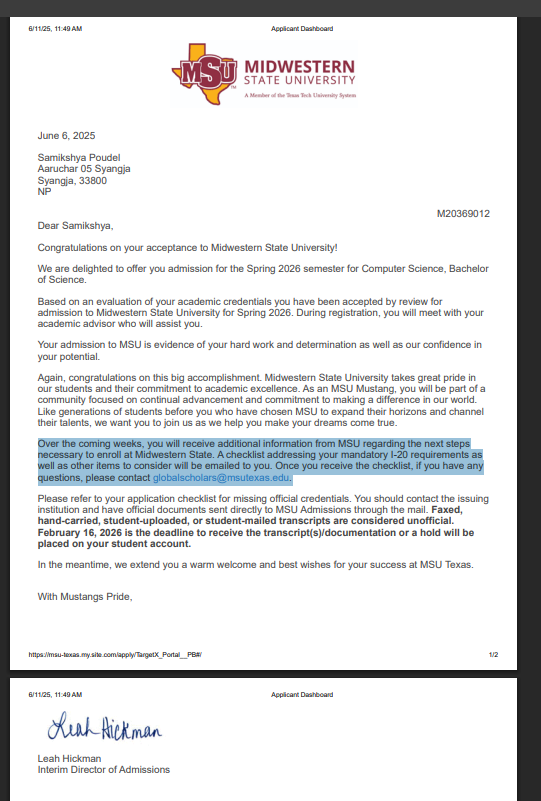 6/11/25, 11:49 AM Applicant Dashboard
MSU MIDWESTERN
STATE UNIVERSITY
TM
A Member of the Texas Tech University System
June 6, 2025
Samikshya Poudel
Aaruchar 05 Syangja
Syangja, 33800
NP
M20369012
Dear Samikshya,
Congratulations on your acceptance to Midwestern State University!
We are delighted to offer you admission for the Spring 2026 semester for Computer Science, Bachelor
of Science.
Based on an evaluation of your academic credentials you have been accepted by review for
admission to Midwestern State University for Spring 2026. During registration, you will meet with your
academic advisor who will assist you.
Your admission to MSU is evidence of your hard work and determination as well as our confidence in
your potential.
Again, congratulations on this big accomplishment. Midwestern State University takes great pride in
our students and their commitment to academic excellence. As an MSU Mustang, you will be part of a
community focused on continual advancement and commitment to making a difference in our world.
Like generations of students before you who have chosen MSU to expand their horizons and channel
their talents, we want you to join us as we help you make your dreams come true.
Over the coming weeks, you will receive additional information from MSU regarding the next steps
necessary to enroll at Midwestern State. A checklist addressing your mandatory I-20 requirements as
well as other items to consider will be emailed to you. Once you receive the checklist, if you have any
questions, please contact globalscholars@msutexas.edu.
Please refer to your application checklist for missing official credentials. You should contact the issuing
institution and have official documents sent directly to MSU Admissions through the mail. Faxed,
hand-carried, student-uploaded, or student-mailed transcripts are considered unofficial.
February 16, 2026 is the deadline to receive the transcript(s)/documentation or a hold will be
placed on your student account.
In the meantime, we extend you a warm welcome and best wishes for your success at MSU Texas.
With Mustangs Pride,
https://msu-texas.my.site.com/apply/TargetX_Portal__PB#/ 1/2
6/11/25, 11:49 AM Applicant Dashboard
Leah Hickman
Leah Hickman
Interim Director of Admissions